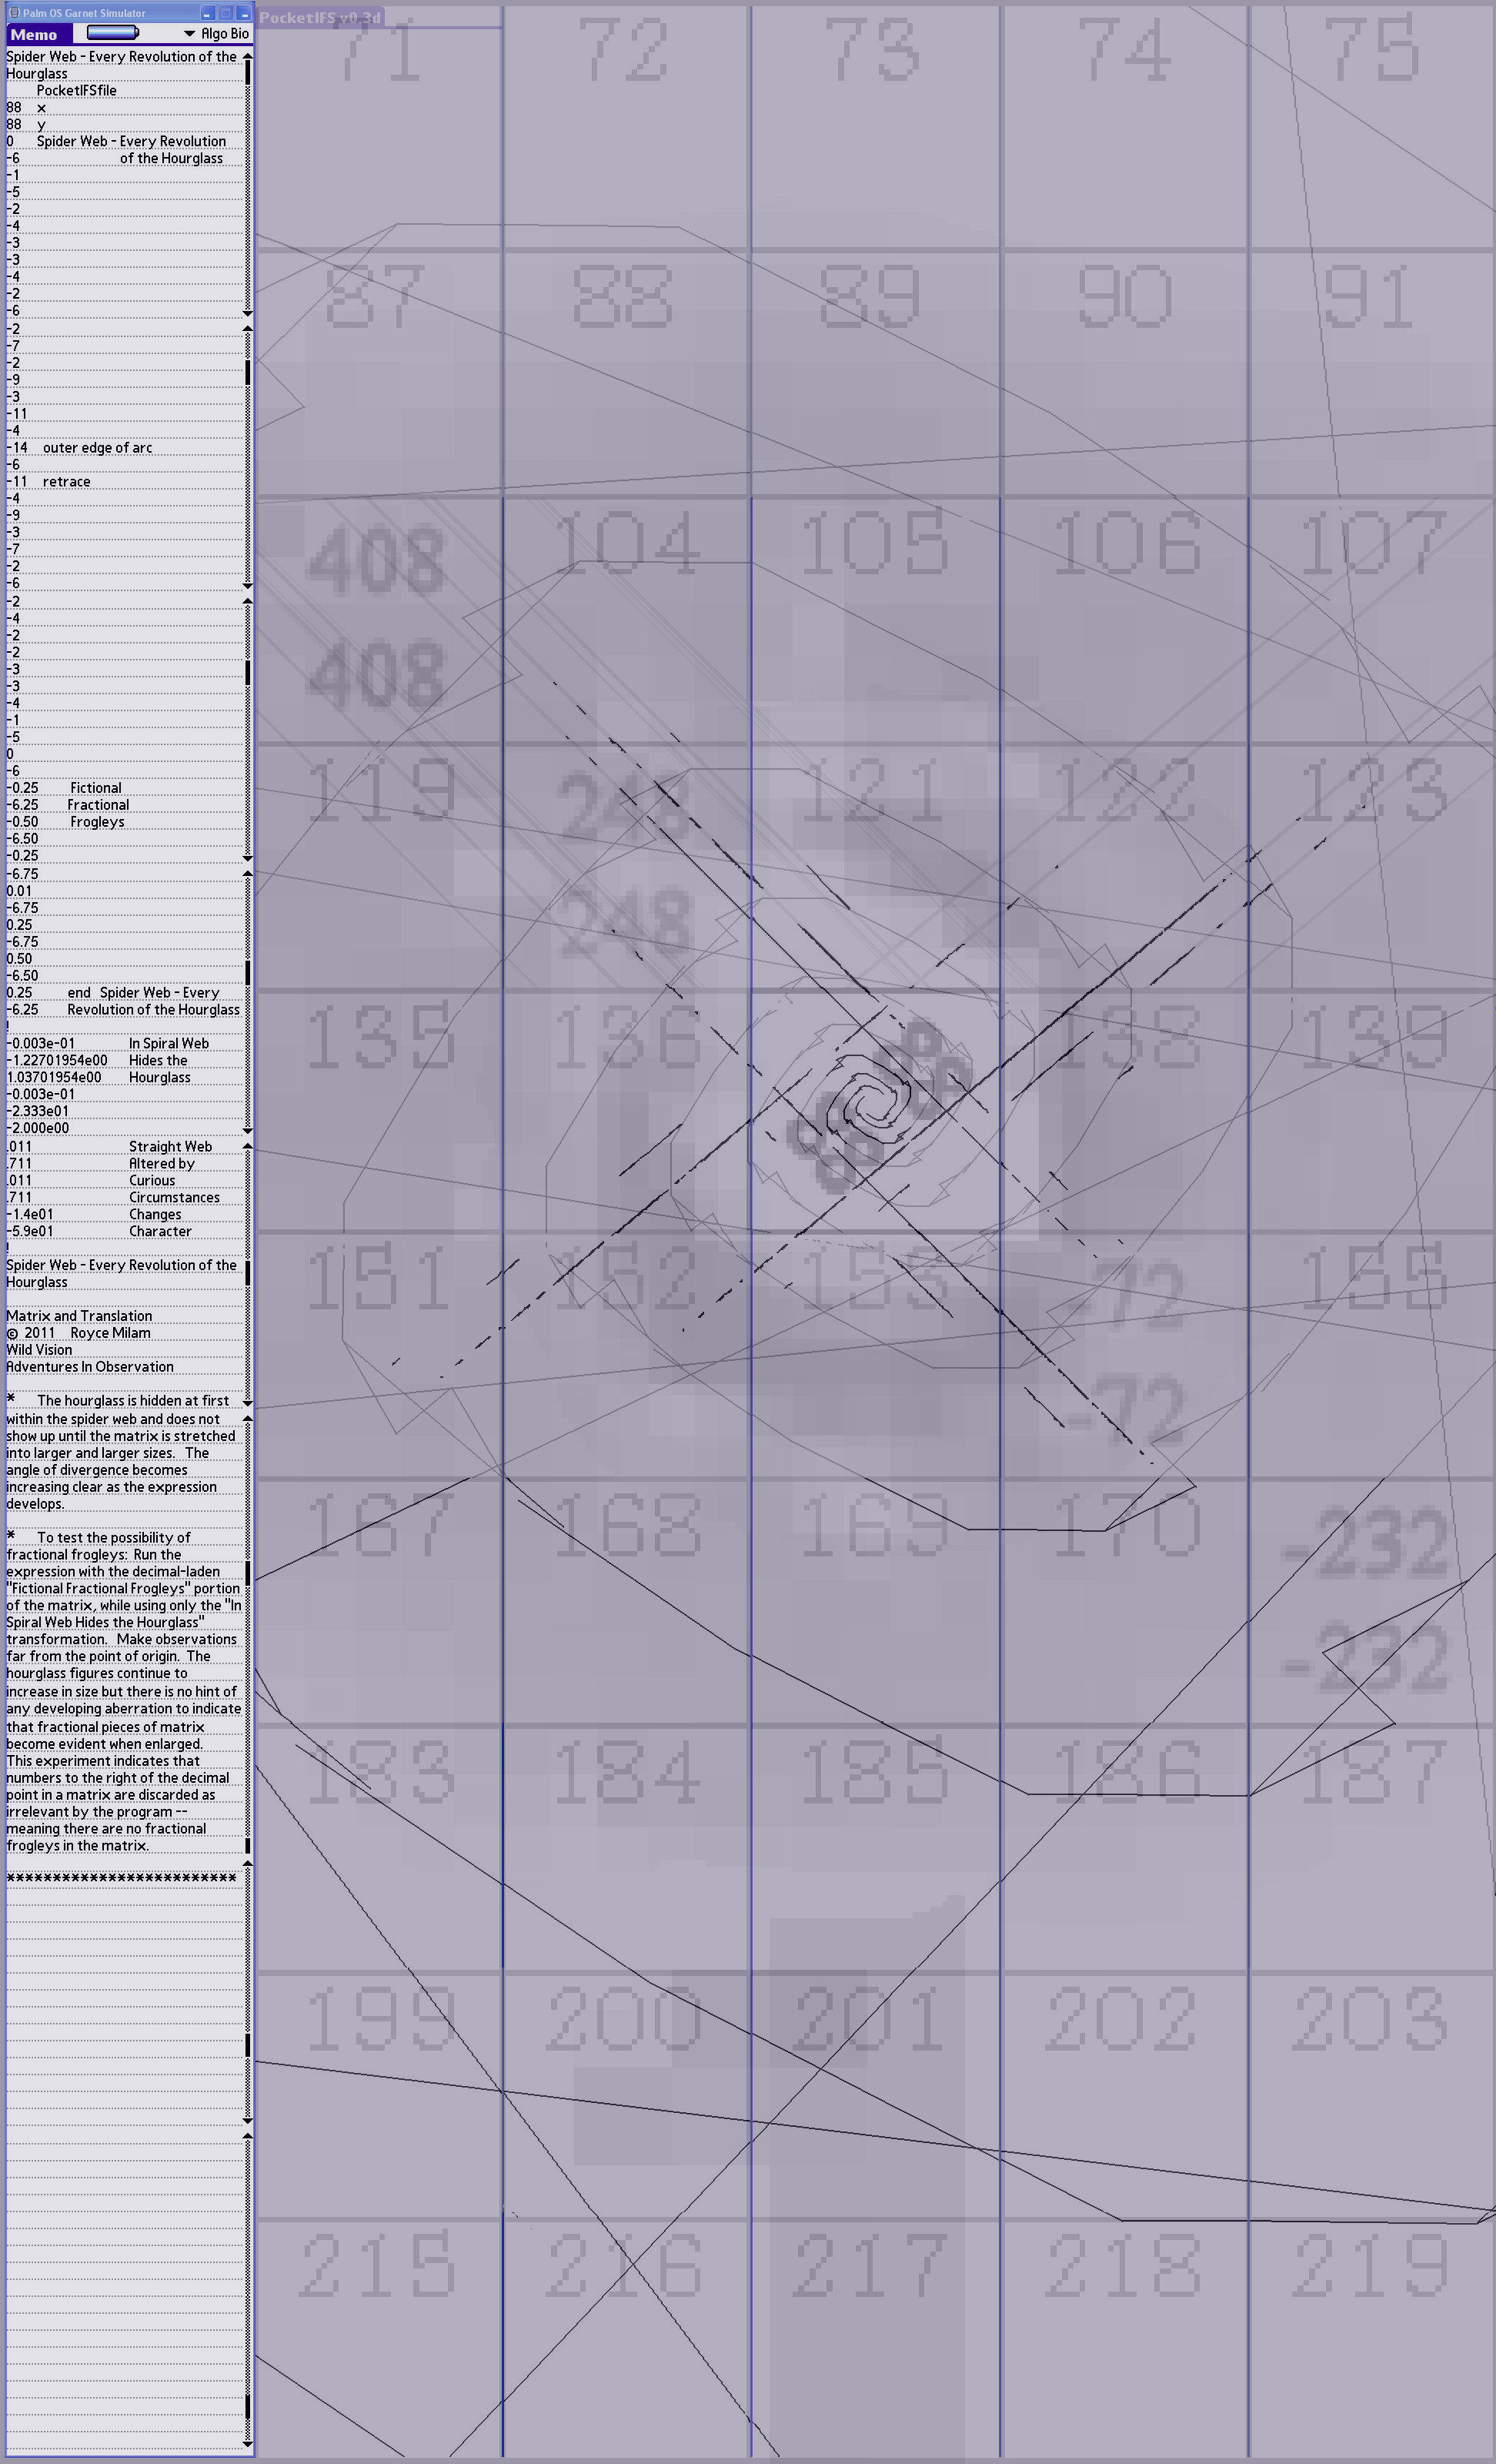 Palm OS Garnet Simulator
Memo
Algo Bio
Spider Web - Every Revolution of the
Hourglass
PocketIFSfile
88 x
88 y
0 Spider Web - Every Revolution
-6 of the Hourglass
-1
-5
-2
-4
-3
-3
-4
-2
-6
-2
-7
-2
-9
-3
-11
-4
-14 outer edge of arc
-6
-11 retrace
-4
-9
-3
-7
-2
-6
-2
-4
-2
-2
-3
-3
-4
-1
-5
0
-6
-0.25 Fictional
-6.25 Fractional
-0.50 Frogleys
-6.50
-0.25
-6.75
0.01
-6.75
0.25
-6.75
0.50
-6.50
0.25 end Spider Web - Every
-6.25 Revolution of the Hourglass
!
-0.003e-01 In Spiral Web
-1.22701954e00 Hides the
1.03701954e00 Hourglass
-0.003e-01
-2.333e01
-2.000e00
.011 Straight Web
.711 Altered by
.011 Curious
.711 Circumstances
-1.4e01 Changes
-5.9e01 Character
!
Spider Web - Every Revolution of the
Hourglass
Matrix and Translation
© 2011 Royce Milam
Wild Vision
Adventures In Observation
* The hourglass is hidden at first
within the spider web and does not
show up until the matrix is stretched
into larger and larger sizes. The
angle of divergence becomes
increasing clear as the expression
develops.
* To test the possibility of
fractional frogleys: Run the
expression with the decimal-laden
"Fictional Fractional Frogleys" portion
of the matrix, while using only the "In
Spiral Web Hides the Hourglass"
transformation. Make observations
far from the point of origin. The
hourglass figures continue to
increase in size but there is no hint of
any developing aberration to indicate
that fractional pieces of matrix
become evident when enlarged.
This experiment indicates that
numbers to the right of the decimal
point in a matrix are discarded as
irrelevant by the program --
meaning there are no fractional
frogleys in the matrix.
*************************
PocketIFS v0.3d
71 72 73 74 75
87 88 89 90 91
408 104 105 106 107
408
119 248 121 122 123
248
135 136 88 138 139
88
151 152 153 -72 155
-72
167 168 169 170 -232
-232
183 184 185 186 187
199 200 201 202 203
215 216 217 218 219